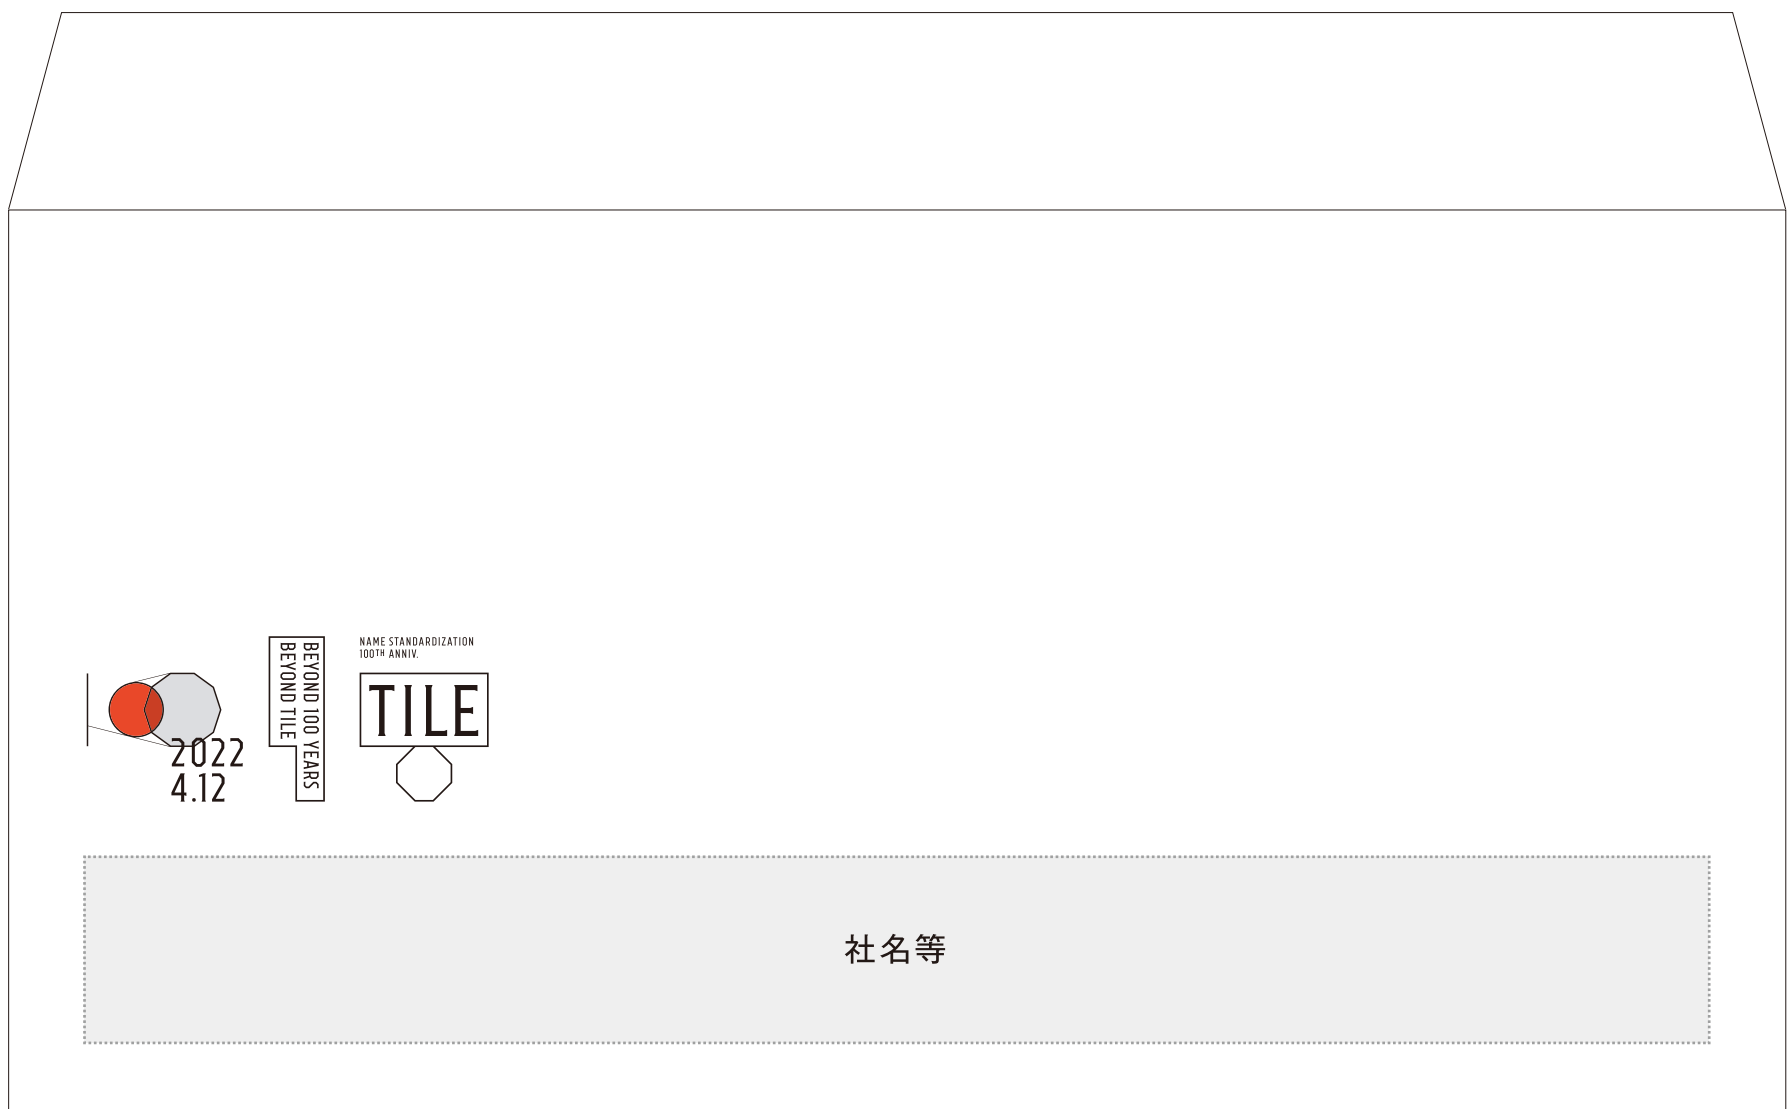 2022
4.12
BEYOND 100 YEARS
BEYOND TILE
NAME STANDARDIZATION
100TH ANNIV.
TILE
社名等